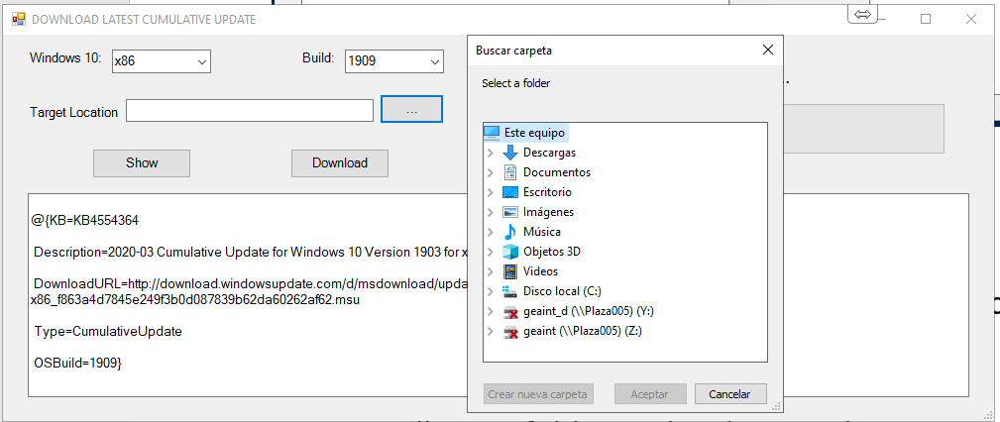 DOWNLOAD LATEST CUMULATIVE UPDATE
Windows 10:
x86
Build:
1909
Target Location
...
Show
Download
@{KB=KB4554364
Description=2020-03 Cumulative Update for Windows 10 Version 1903 for x
DownloadURL=http://download.windowsupdate.com/d/msdownload/upda
x86_f863a4d7845e249f3b0d087839b62da60262af62.msu
Type=CumulativeUpdate
OSBuild=1909}
Buscar carpeta
Select a folder
Este equipo
Descargas
Documentos
Escritorio
Imágenes
Música
Objetos 3D
Videos
Disco local (C:)
geaint_d (\\Plaza005) (Y:)
geaint (\\Plaza005) (Z:)
Crear nueva carpeta
Aceptar
Cancelar